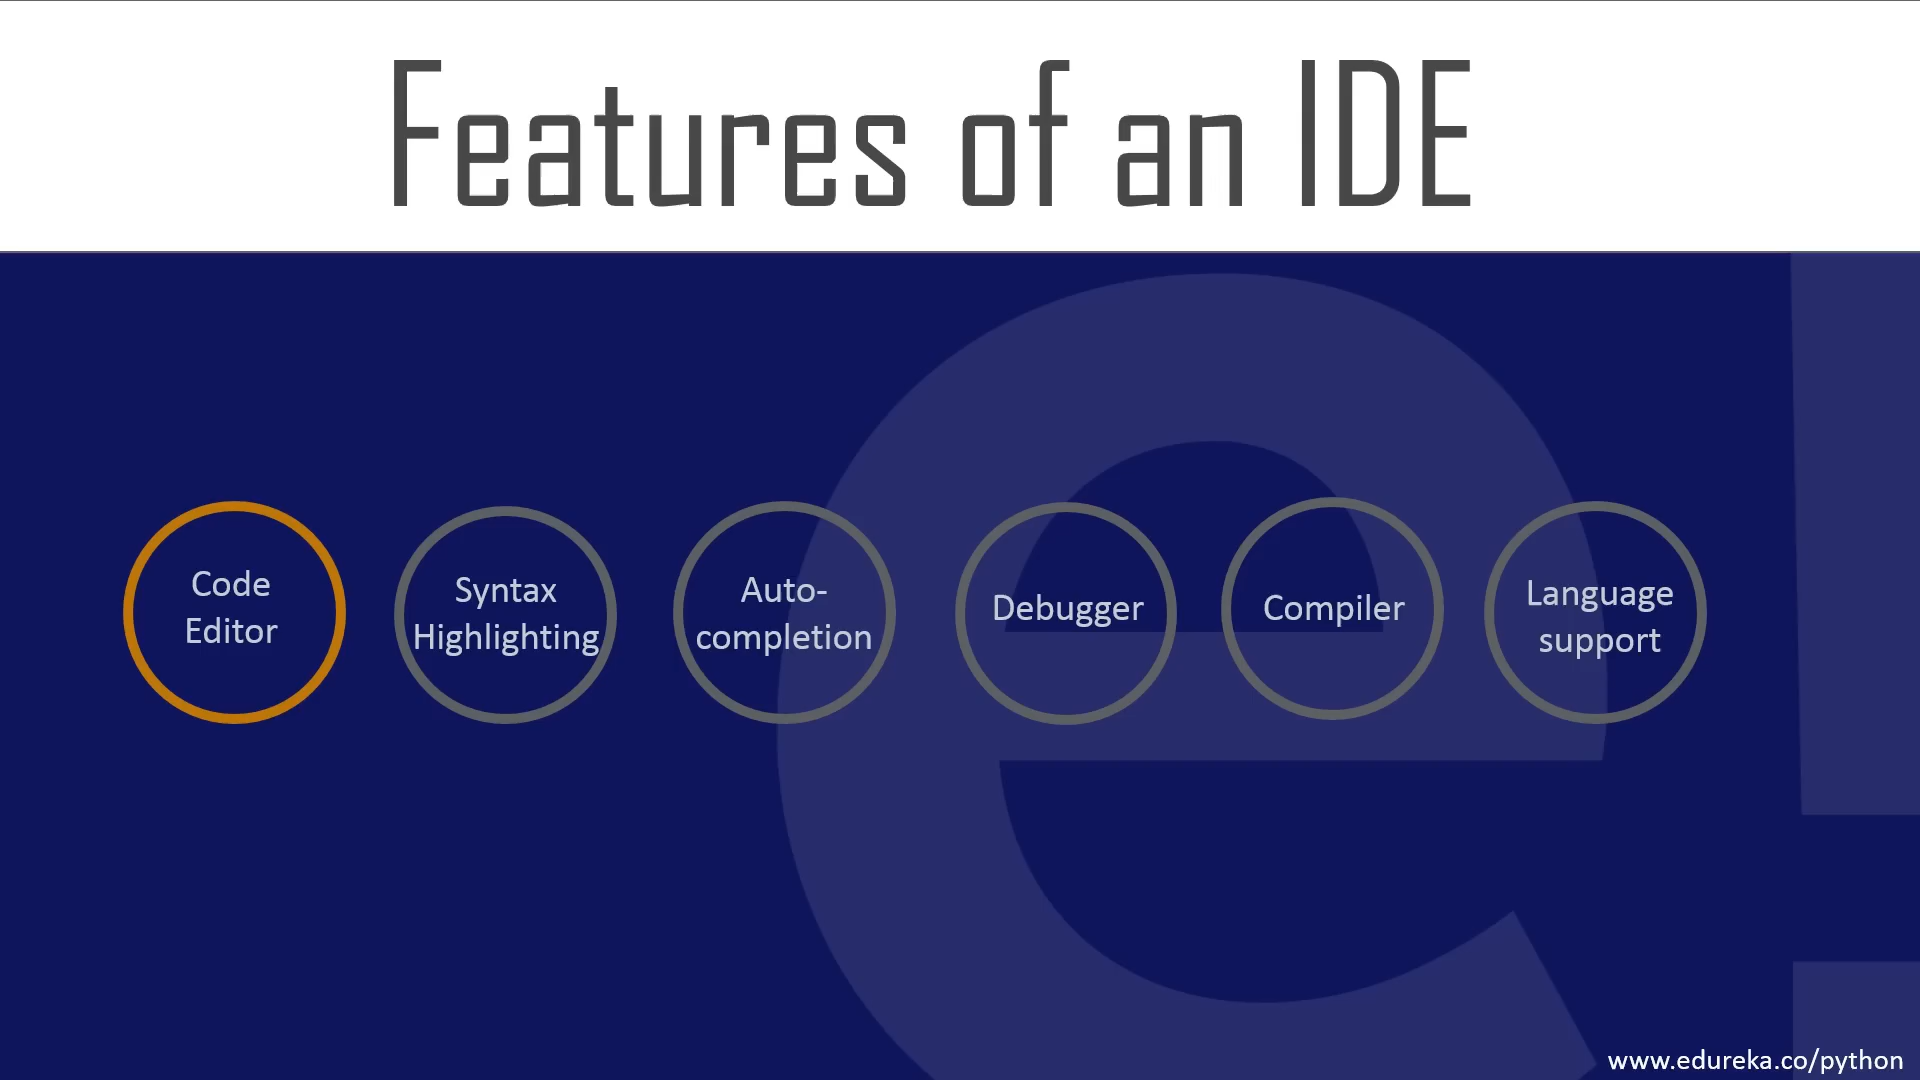 Features of an IDE
Code
Editor
Syntax
Highlighting
Auto-
completion
Debugger
Compiler
Language
support
www.edureka.co/python